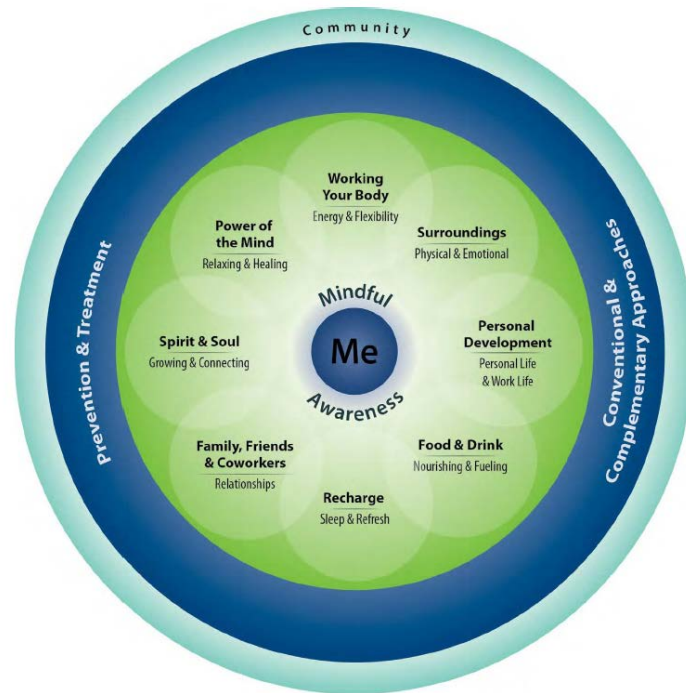 Community
Prevention & Treatment
Conventional &
Complementary Approaches
Working
Your Body
Energy & Flexibility
Surroundings
Physical & Emotional
Personal
Development
Personal Life
& Work Life
Food & Drink
Nourishing & Fueling
Recharge
Sleep & Refresh
Family, Friends
& Coworkers
Relationships
Spirit & Soul
Growing & Connecting
Power of
the Mind
Relaxing & Healing
Mindful
Me
Awareness